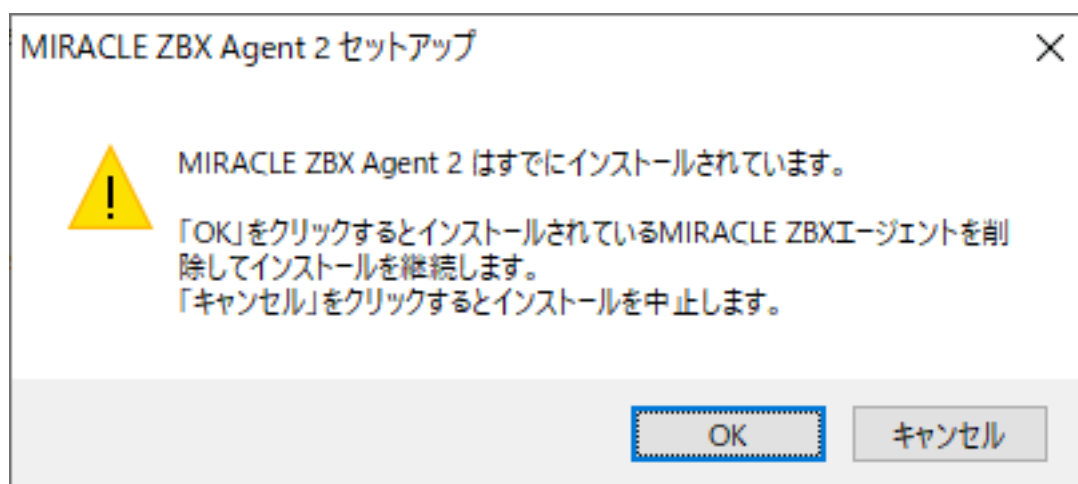 MIRACLE ZBX Agent 2 セットアップ
MIRACLE ZBX Agent 2 はすでにインストールされています。
「OK」をクリックするとインストールされているMIRACLE ZBXエージェントを削
除してインストールを継続します。
「キャンセル」をクリックするとインストールを中止します。
OK
キャンセル